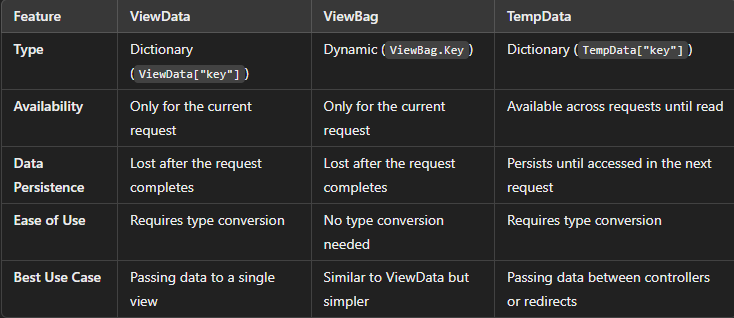 Feature ViewData ViewBag TempData
Type Dictionary Dynamic ( ViewBag.Key ) Dictionary ( TempData["key"] )
( ViewData["key"] )
Availability Only for the current Only for the current Available across requests until read
request request
Data Lost after the request Lost after the request Persists until accessed in the next
Persistence completes completes request
Ease of Use Requires type conversion No type conversion Requires type conversion
needed
Best Use Case Passing data to a single Similar to ViewData but Passing data between controllers
view simpler or redirects